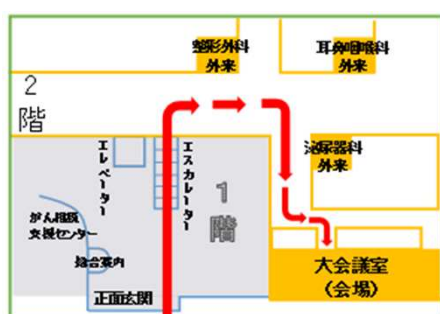 整形外科
外来
耳鼻咽喉科
外来
2
階
エレベーター
エスカレーター
泌尿器科
外来
1
階
がん相談
支援センター
総合案内
正面玄関
大会議室
（会場）